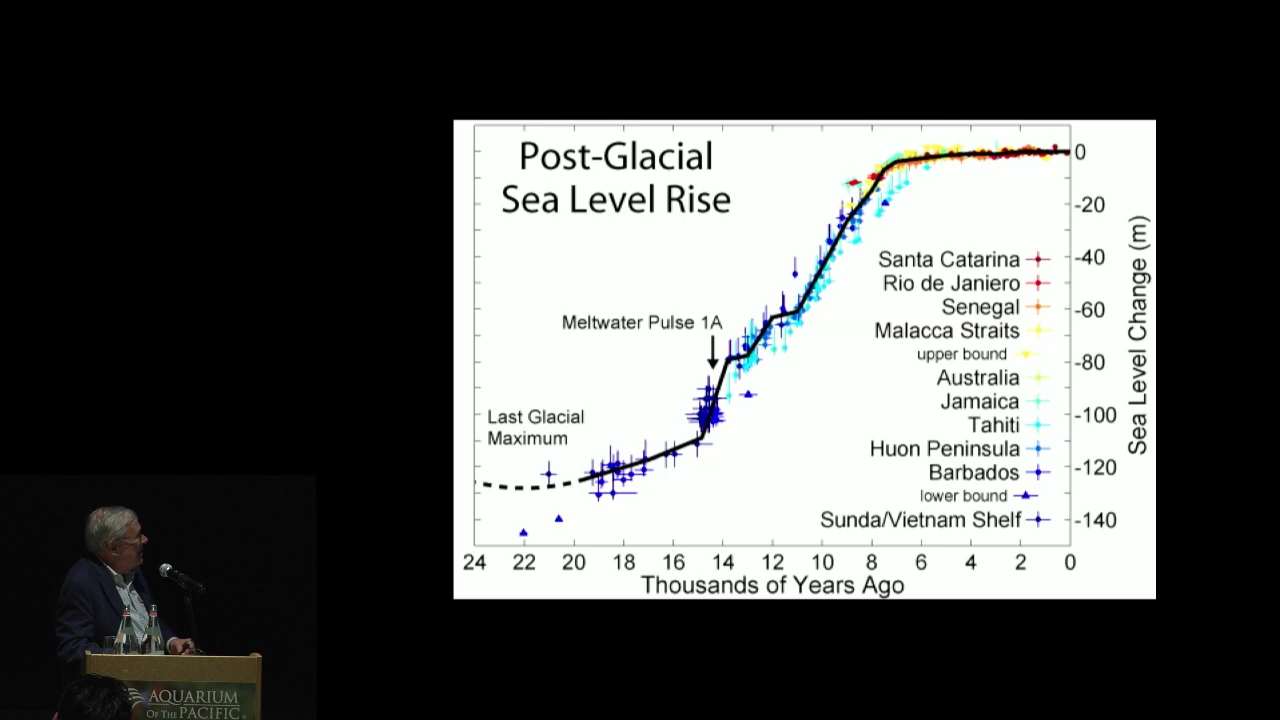 Post-Glacial
Sea Level Rise
Meltwater Pulse 1A
Last Glacial
Maximum
Santa Catarina
Rio de Janiero
Senegal
Malacca Straits
upper bound
Australia
Jamaica
Tahiti
Huon Peninsula
Barbados
lower bound
Sunda/Vietnam Shelf
0
-20
-40
-60
-80
-100
-120
-140
Sea Level Change (m)
24 22 20 18 16 14 12 10 8 6 4 2 0
Thousands of Years Ago
AQUARIUM
OF THE PACIFIC